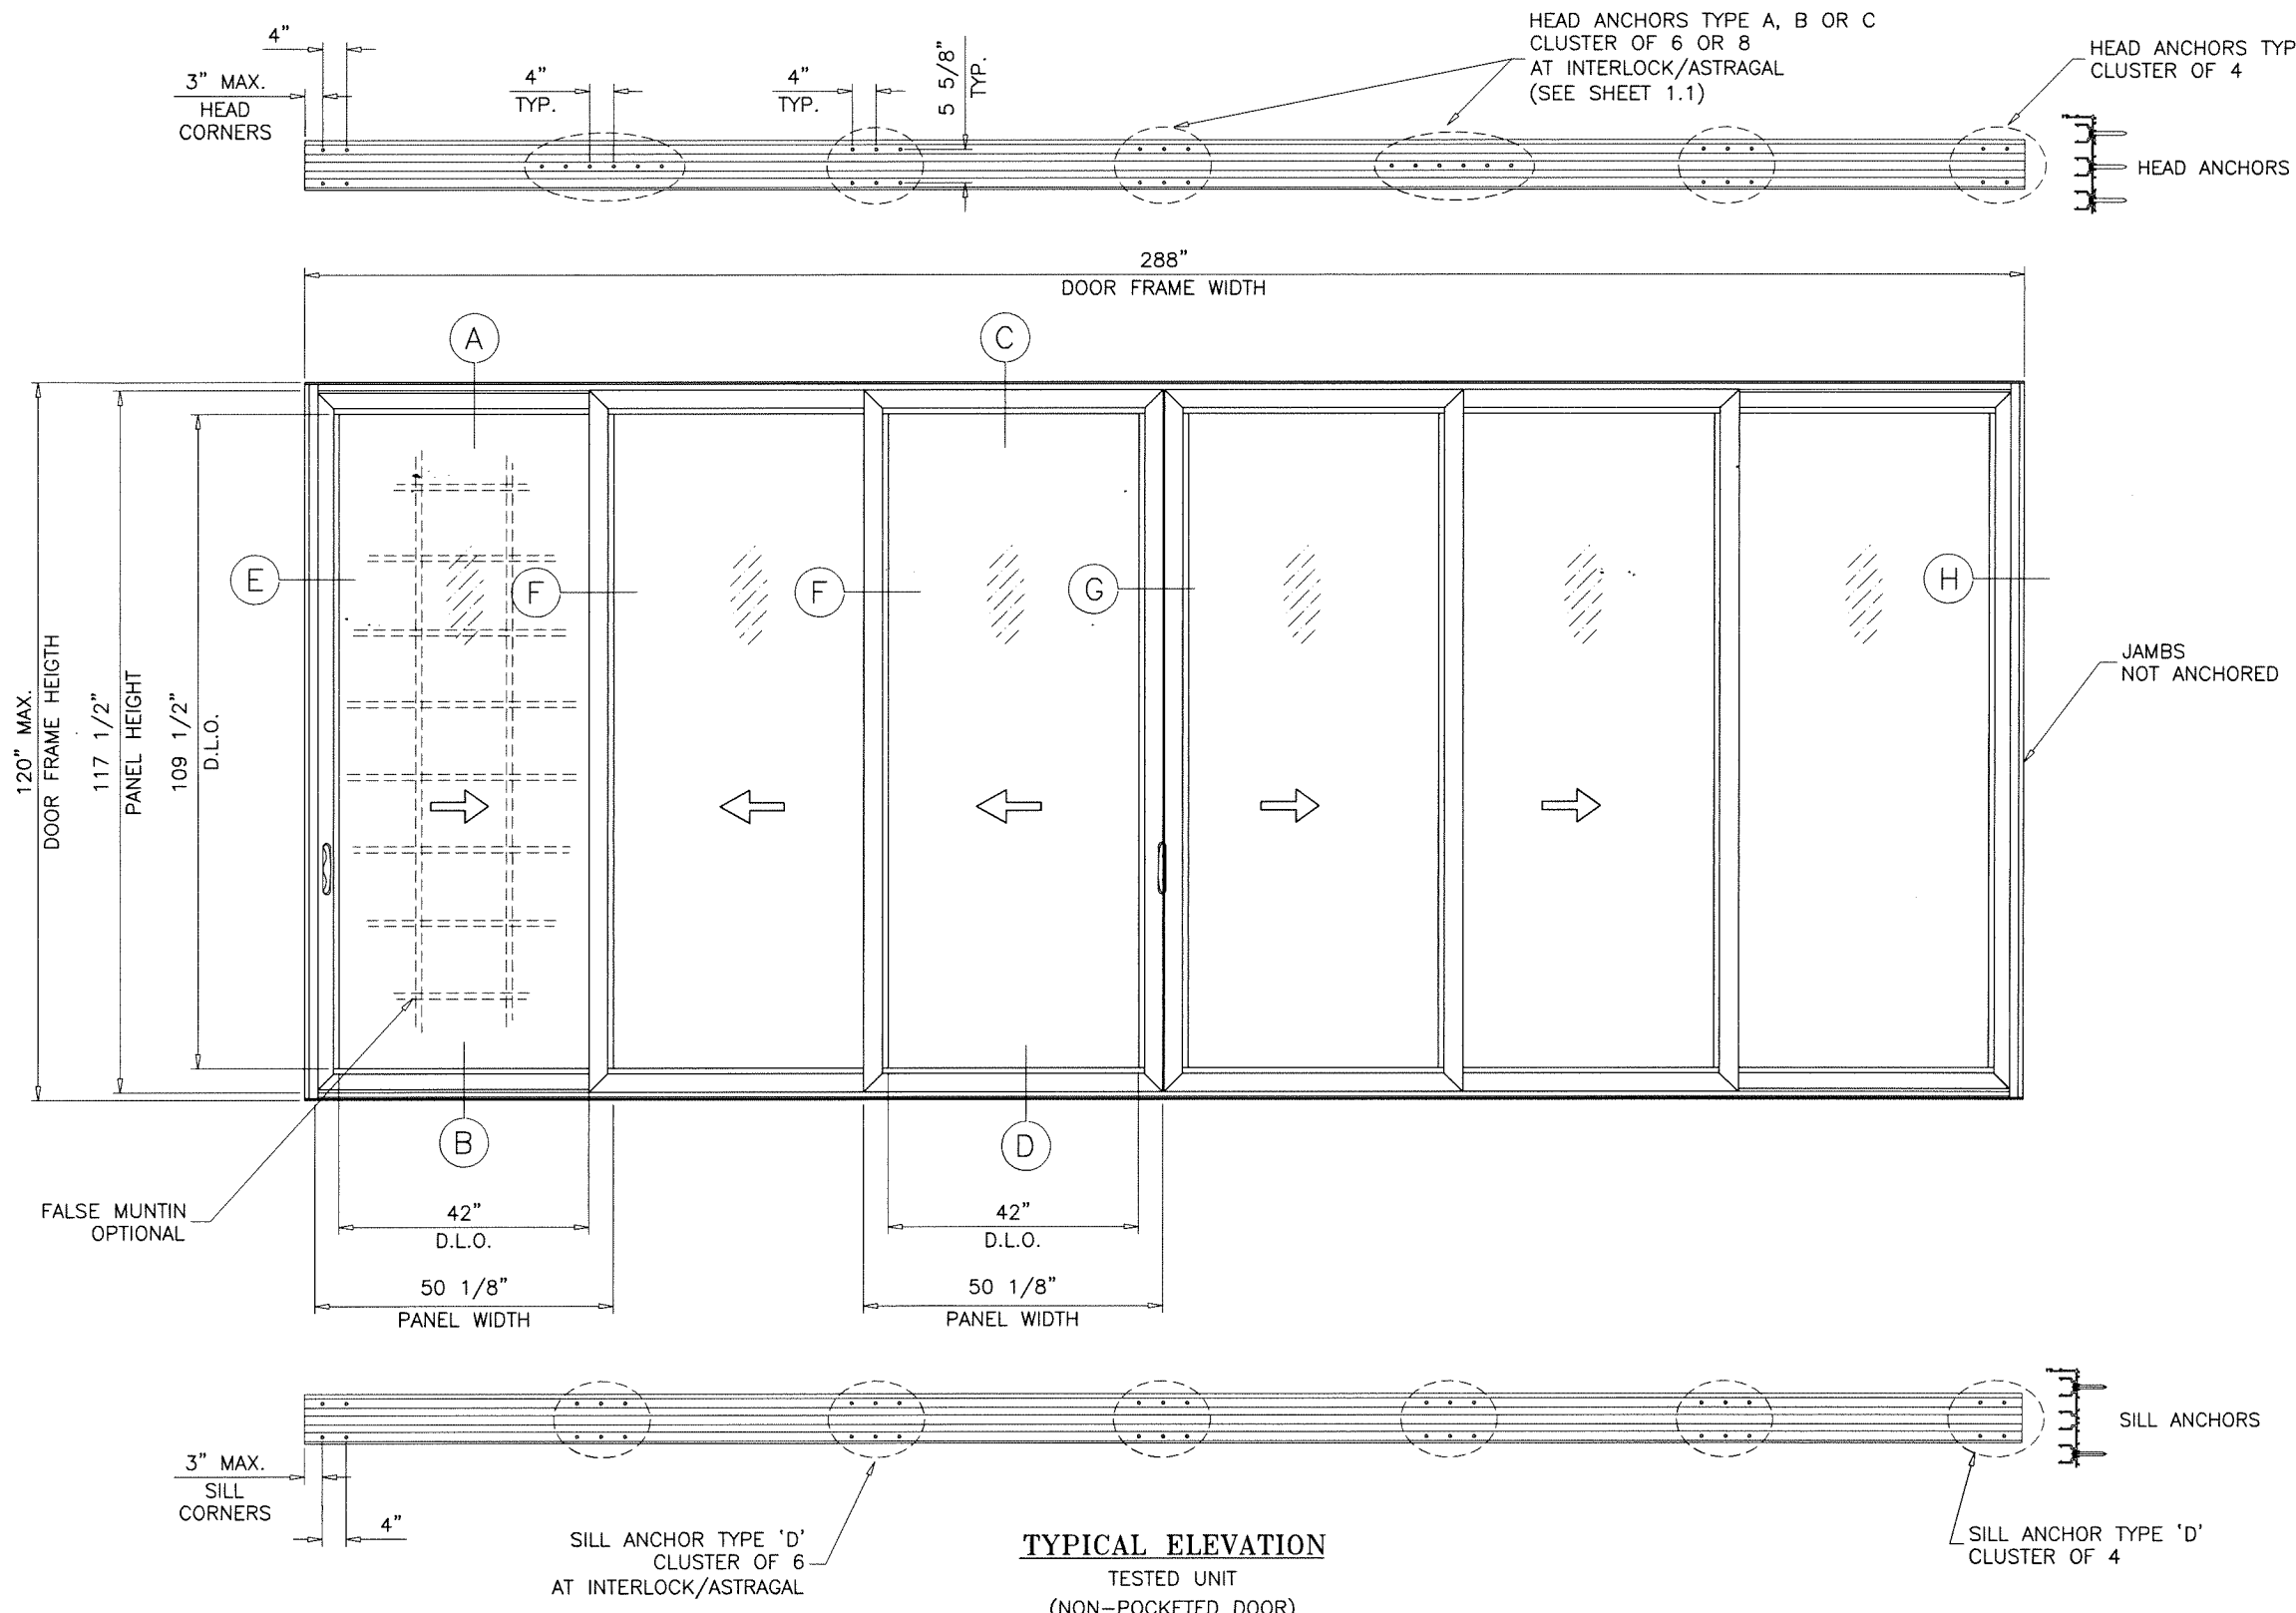 HEAD ANCHORS TYPE A, B OR C
CLUSTER OF 6 OR 8
AT INTERLOCK/ASTRAGAL
(SEE SHEET 1.1)
HEAD ANCHORS TYP
CLUSTER OF 4
4"
3" MAX.
HEAD
CORNERS
4"
TYP.
4"
TYP.
5 5/8"
TYP.
HEAD ANCHORS
288"
DOOR FRAME WIDTH
A
C
E
F
F
G
H
120" MAX.
DOOR FRAME HEIGTH
117 1/2"
PANEL HEIGHT
109 1/2"
D.L.O.
JAMBS
NOT ANCHORED
B
D
FALSE MUNTIN
OPTIONAL
42"
D.L.O.
42"
D.L.O.
50 1/8"
PANEL WIDTH
50 1/8"
PANEL WIDTH
SILL ANCHORS
3" MAX.
SILL
CORNERS
4"
SILL ANCHOR TYPE 'D'
CLUSTER OF 6
AT INTERLOCK/ASTRAGAL
SILL ANCHOR TYPE 'D'
CLUSTER OF 4
TYPICAL ELEVATION
TESTED UNIT
(NON-POCKETED DOOR)